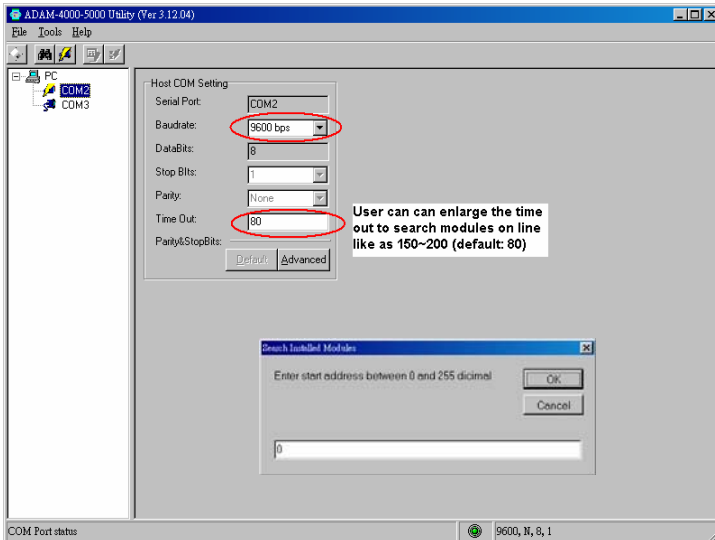 ADAM-4000-5000 Utility (Ver 3.12.04)
File Tools Help
PC
COM2
COM3
Host COM Setting
Serial Port: COM2
Baudrate: 9600 bps
DataBits: 8
Stop BIts: 1
Parity: None
Time Out: 80
Parity&StopBits:
Default Advanced
User can can enlarge the time
out to search modules on line
like as 150~200 (default: 80)
Search Installed Modules
Enter start address between 0 and 255 dicimal
OK
Cancel
0
COM Port status
9600, N, 8, 1